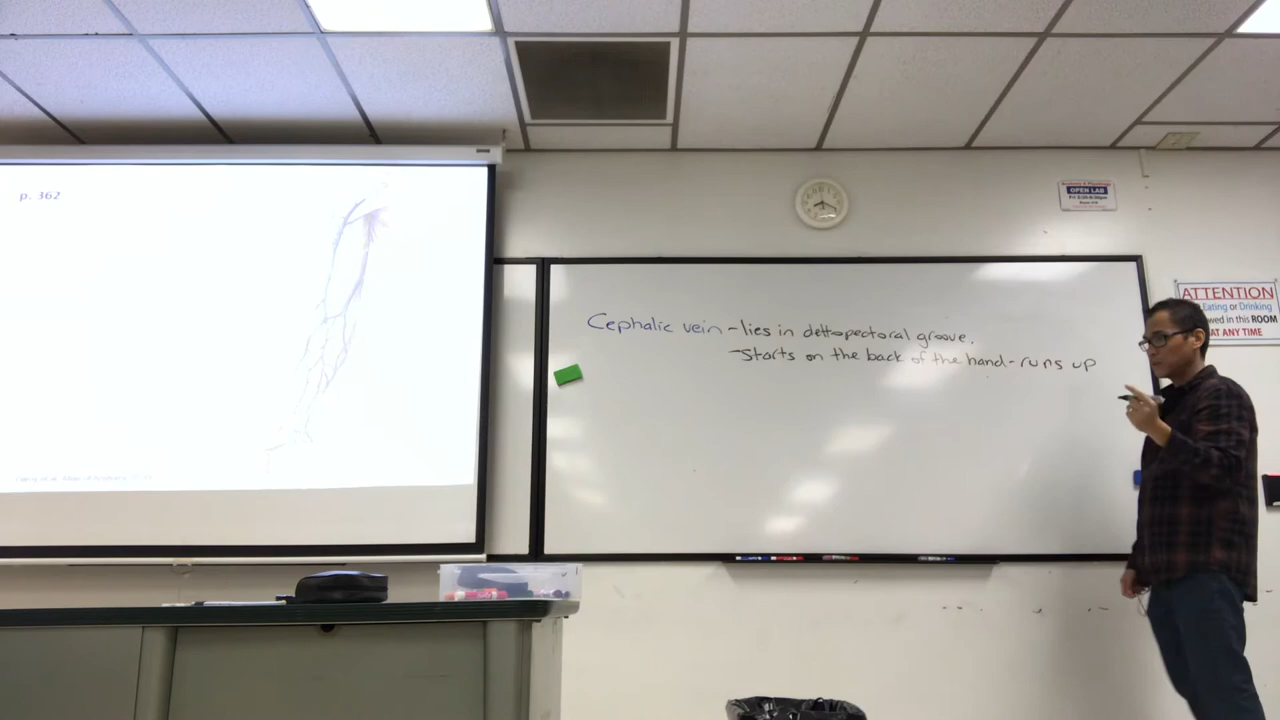 p. 362
OPEN LAB
ATTENTION
Eating or Drinking
wed in this ROOM
AT ANY TIME
Cephalic vein - lies in deltopectoral groove.
- Starts on the back of the hand - runs up